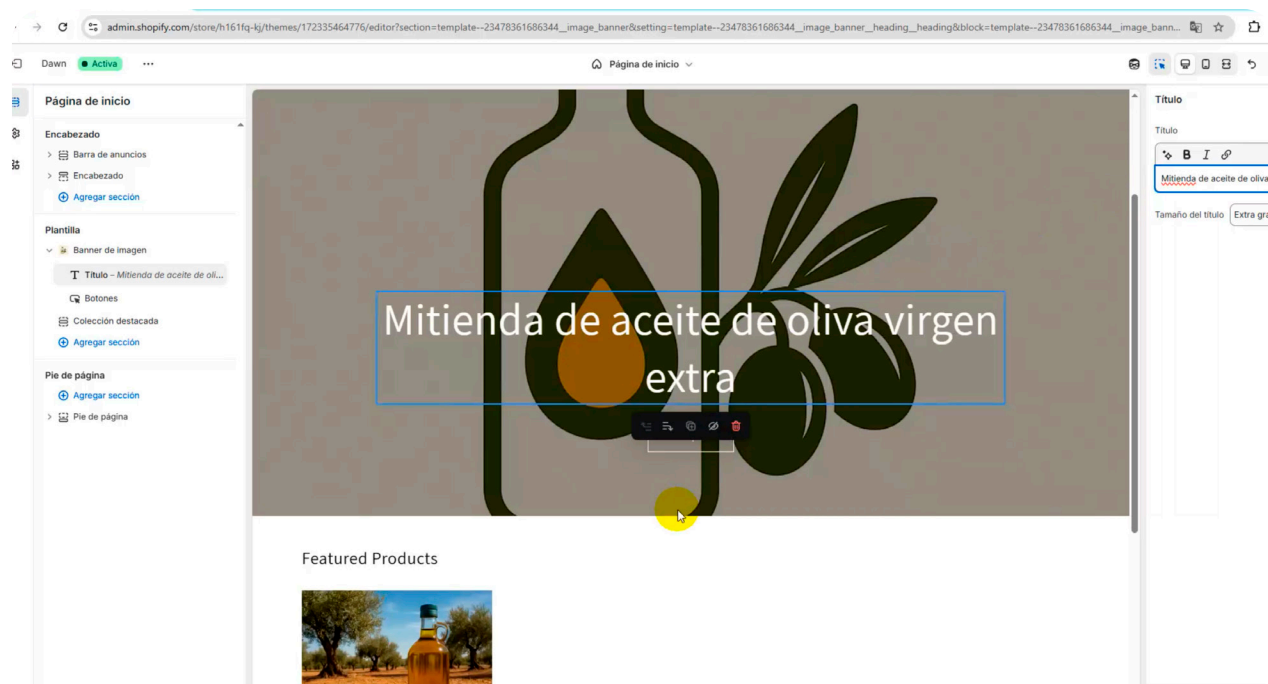 admin.shopify.com/store/h161fq-kj/themes/172335464776/editor?section=template--23478361686344__image_banner&setting=template--23478361686344__image_banner__heading__heading&block=template--23478361686344__image_bann...
Dawn
Activa
Página de inicio
Página de inicio
Encabezado
Barra de anuncios
Encabezado
Agregar sección
Plantilla
Banner de imagen
Título – Mitienda de aceite de oli...
Botones
Colección destacada
Agregar sección
Pie de página
Agregar sección
Pie de página
Mitienda de aceite de oliva virgen
extra
Featured Products
Título
Título
B I
Mitienda de aceite de oliva
Tamaño del título
Extra gra